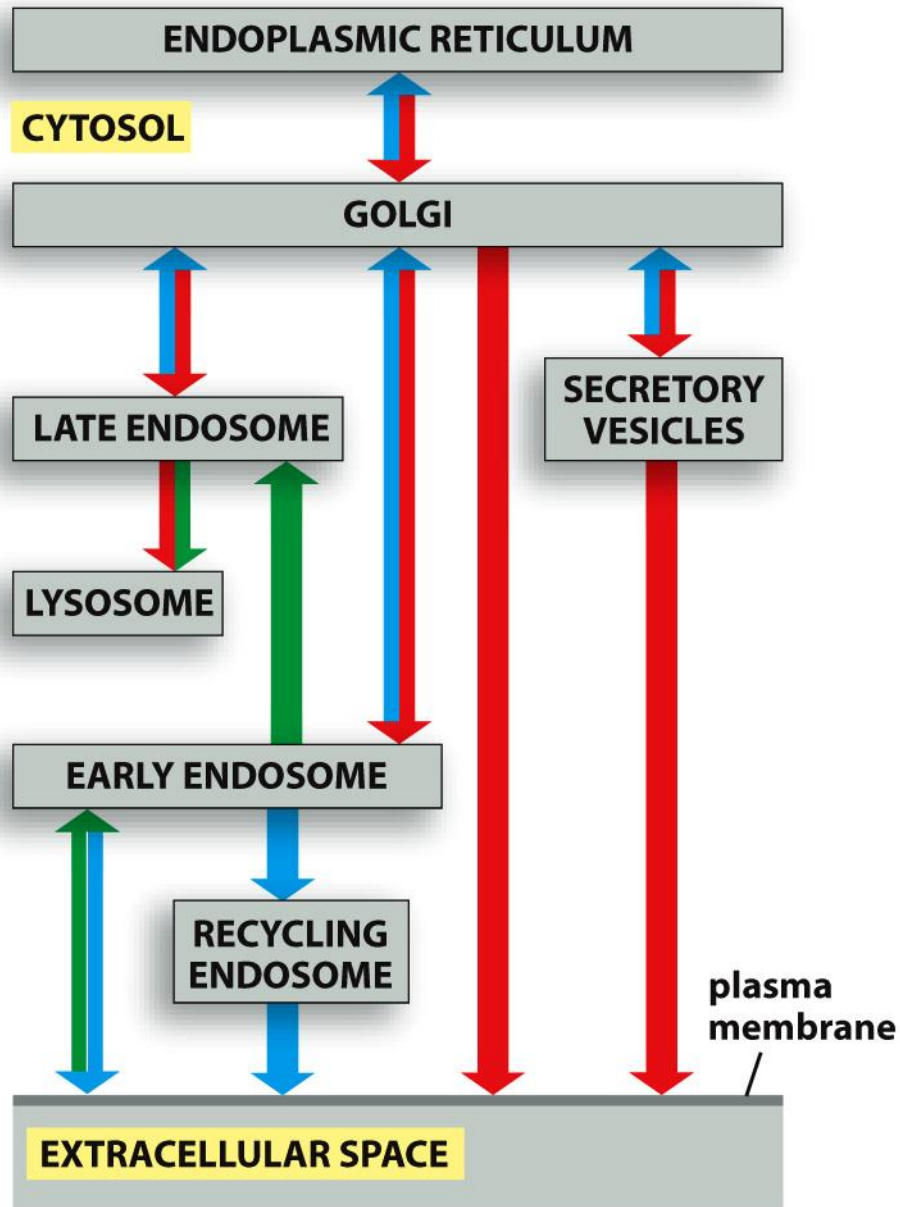 ENDOPLASMIC RETICULUM
CYTOSOL
GOLGI
SECRETORY
VESICLES
LATE ENDOSOME
LYSOSOME
EARLY ENDOSOME
RECYCLING
ENDOSOME
plasma
membrane
EXTRACELLULAR SPACE